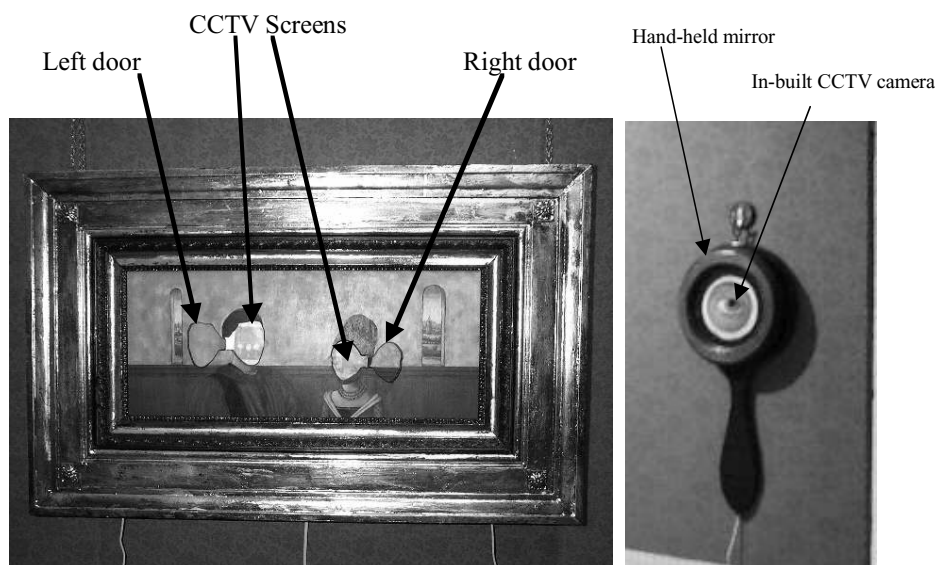 CCTV Screens
Left door
Right door
Hand-held mirror
In-built CCTV camera